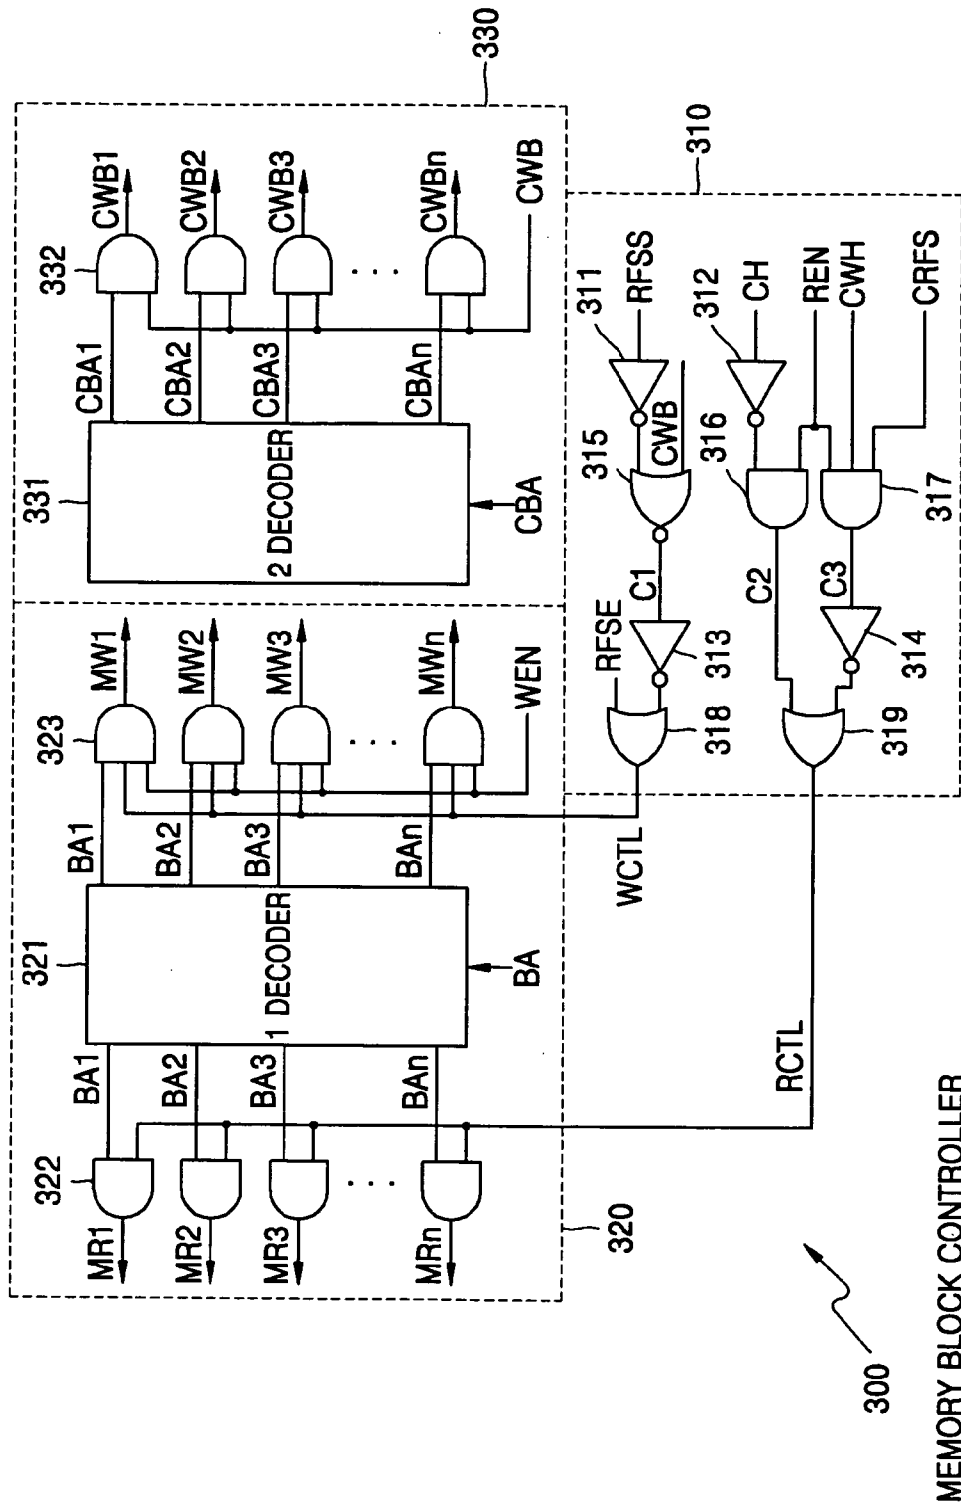 330
332
CWB1
CWB2
CWB3
CWBn
CWB
CBA1
CBA2
CBA3
CBAn
331
2 DECODER
CBA
323
MW1
MW2
MW3
MWn
WEN
BA1
BA2
BA3
BAn
321
1 DECODER
BA
BA1
BA2
BA3
BAn
322
MR1
MR2
MR3
MRn
320
310
311
RFSS
312
CH
REN
CWH
CRFS
315
CWB
316
317
C1
C2
C3
RFSE
313
314
318
319
WCTL
RCTL
300
MEMORY BLOCK CONTROLLER